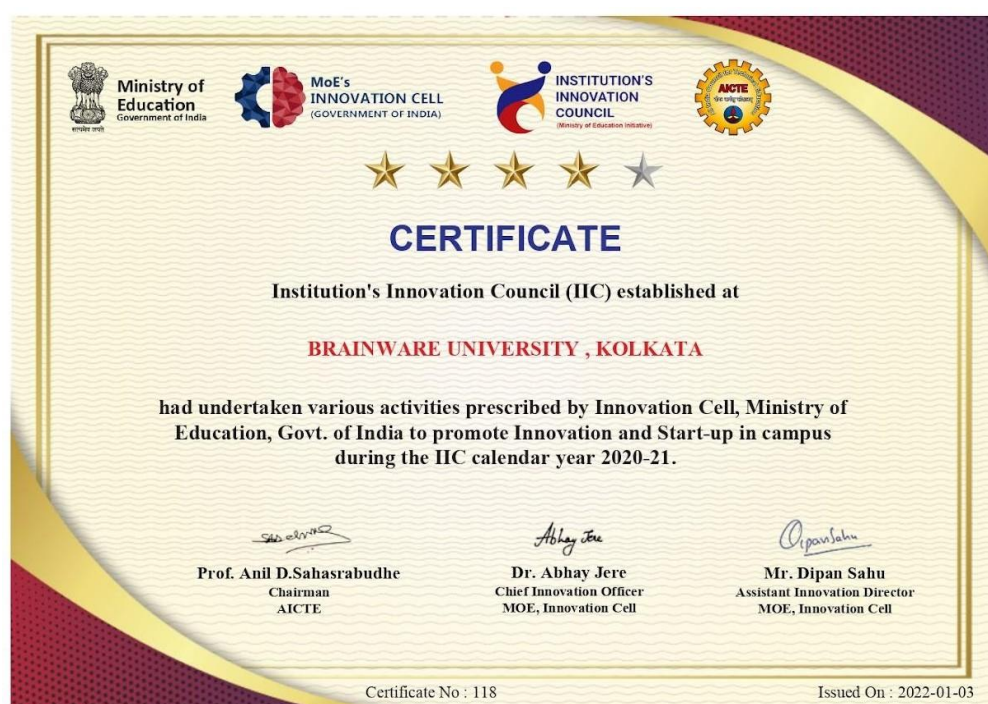 Ministry of
Education
Government of India
सत्यमेव जयते
MoE's
INNOVATION CELL
(GOVERNMENT OF INDIA)
INSTITUTION'S
INNOVATION
COUNCIL
(Ministry of Education Initiative)
AICTE
CERTIFICATE
Institution's Innovation Council (IIC) established at
BRAINWARE UNIVERSITY , KOLKATA
had undertaken various activities prescribed by Innovation Cell, Ministry of
Education, Govt. of India to promote Innovation and Start-up in campus
during the IIC calendar year 2020-21.
Abhay Jere
Dipan Sahu
Prof. Anil D.Sahasrabudhe
Dr. Abhay Jere
Mr. Dipan Sahu
Chairman
Chief Innovation Officer
Assistant Innovation Director
AICTE
MOE, Innovation Cell
MOE, Innovation Cell
Certificate No : 118
Issued On : 2022-01-03